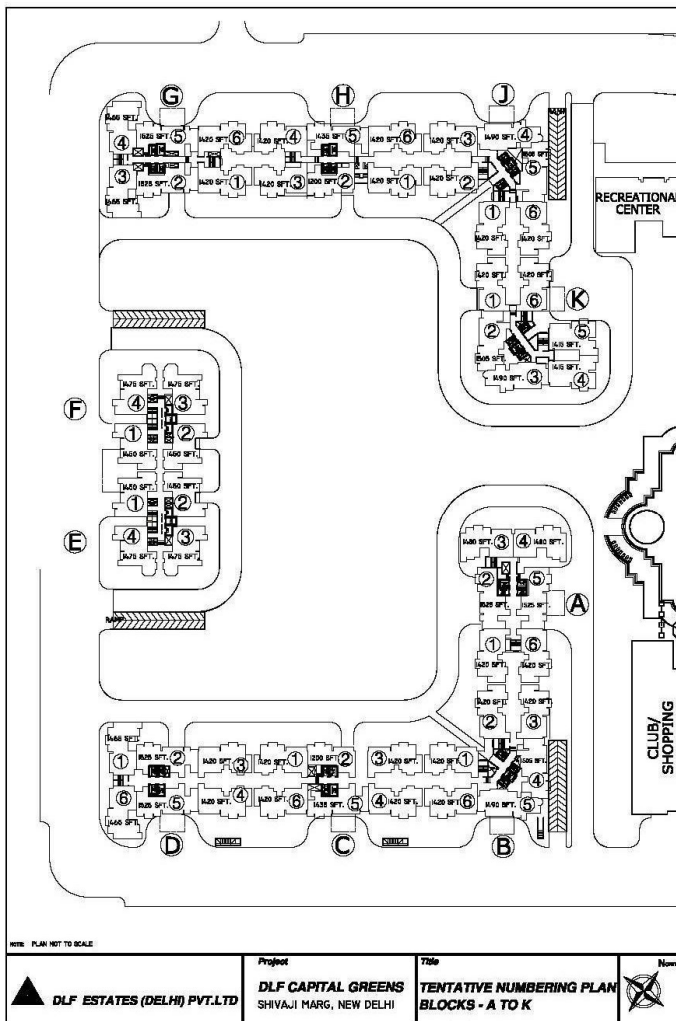 G H J
1465 SFT. 1525 SFT. 5 1425 SFT. 6 1420 SFT. 4 1435 SFT. 5 1420 SFT. 6 1420 SFT. 3 1490 SFT. 4
4 1505 SFT. 5
3 1525 SFT. 2 1420 SFT. 1 1420 SFT. 3 1200 SFT. 2 1420 SFT. 1 1420 SFT. 2
1465 SFT.
RECREATIONAL
CENTER
1 6
1420 SFT. 1420 SFT.
1420 SFT. 1420 SFT.
1 6 K
2 5
1415 SFT.
1505 SFT. 1415 SFT.
1490 SFT. 3 4
1475 SFT. 1475 SFT.
F 4 3
1 2
1450 SFT. 1450 SFT.
1450 SFT. 1450 SFT.
1 2
E 4 3
1475 SFT. 1475 SFT.
1480 SFT. 3 4 1480 SFT.
2 5
1525 SFT. 1525 SFT. A
RAMP
1 6
1420 SFT. 1420 SFT.
1420 SFT. 1420 SFT.
2 3
CLUB/
SHOPPING
1465 SFT.
1 1525 SFT. 2 1420 SFT. 3 1420 SFT. 1 1200 SFT. 2 3 1420 SFT. 1420 SFT. 1 1505 SFT.
4
6 1525 SFT. 5 1420 SFT. 4 1420 SFT. 6 1435 SFT. 5 4 1420 SFT. 1420 SFT. 6 1490 SFT. 5
1465 SFT.
D C B
NOTE: PLAN NOT TO SCALE
DLF ESTATES (DELHI) PVT.LTD
Project
DLF CAPITAL GREENS
SHIVAJI MARG, NEW DELHI
Title
TENTATIVE NUMBERING PLAN
BLOCKS - A TO K